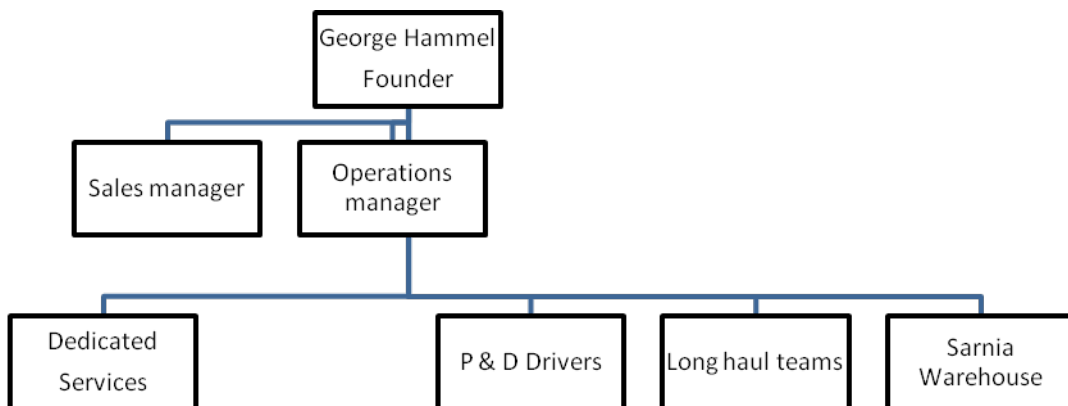 George Hammel
Founder
Sales manager
Operations
manager
Dedicated
Services
P & D Drivers
Long haul teams
Sarnia
Warehouse